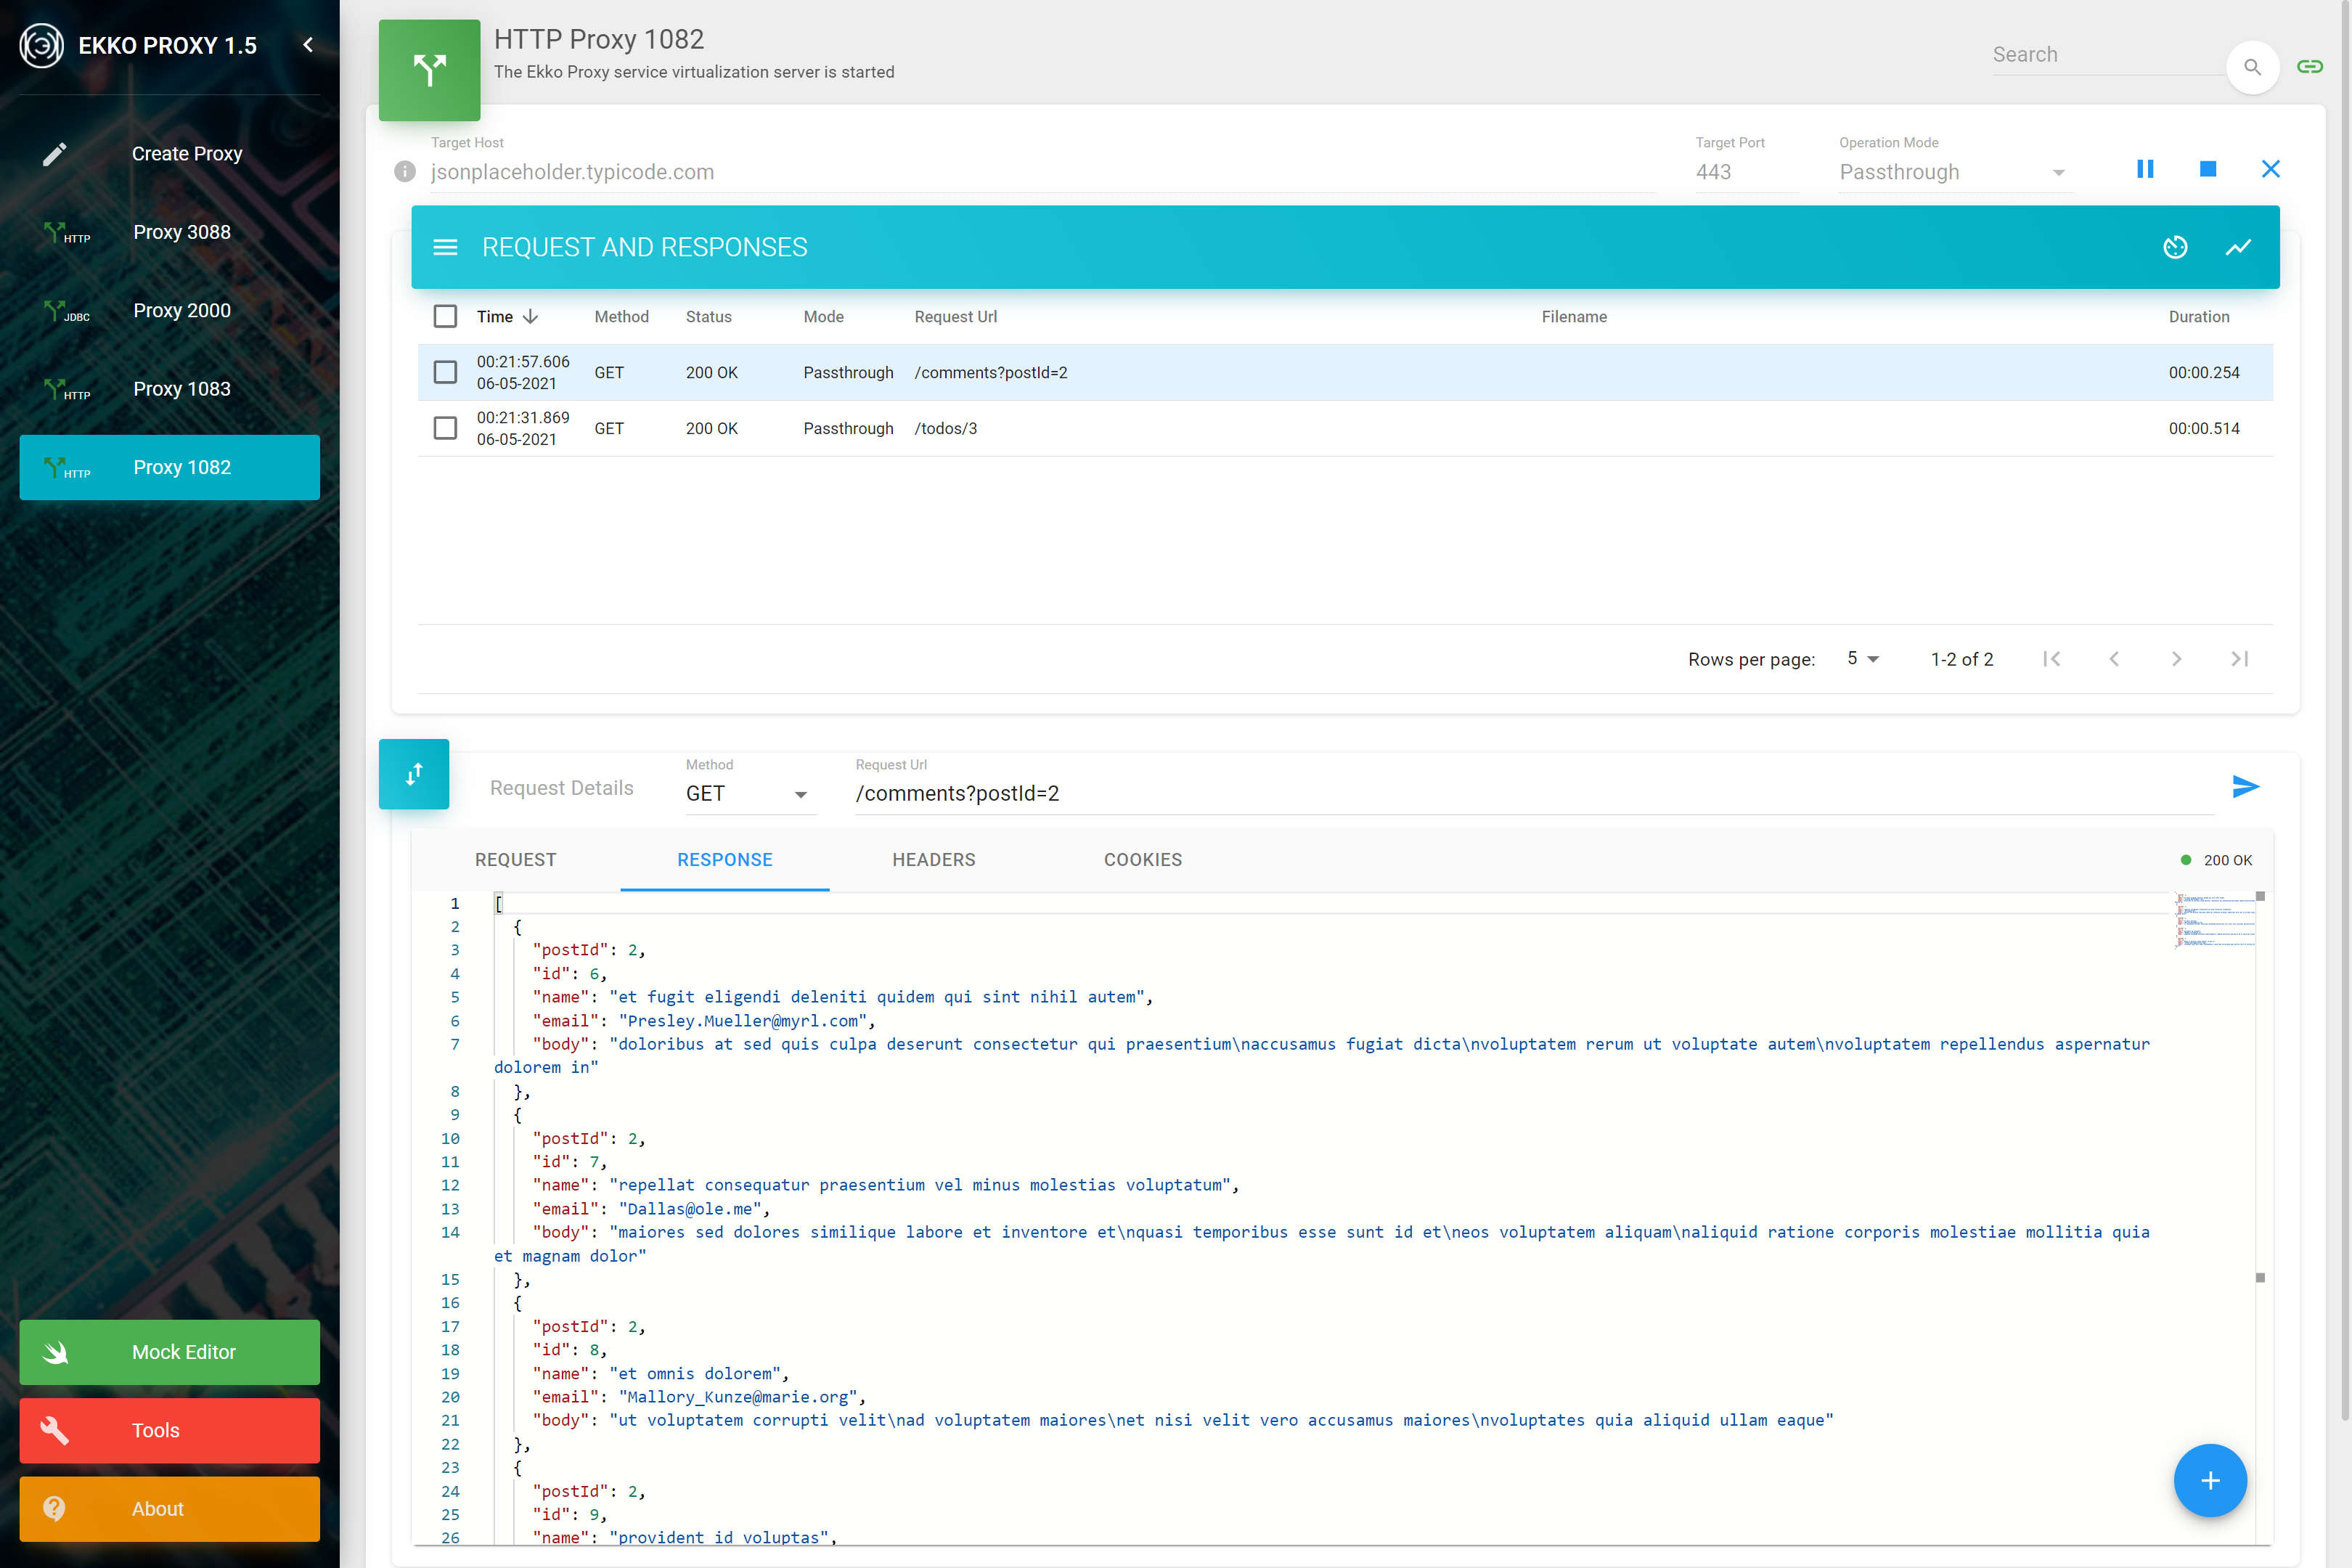 EKKO PROXY 1.5
Create Proxy
HTTP Proxy 3088
JDBC Proxy 2000
HTTP Proxy 1083
HTTP Proxy 1082
Mock Editor
Tools
About
HTTP Proxy 1082
The Ekko Proxy service virtualization server is started
Search
Target Host
jsonplaceholder.typicode.com
Target Port
443
Operation Mode
Passthrough
REQUEST AND RESPONSES
Time Method Status Mode Request Url Filename Duration
00:21:57.606
06-05-2021 GET 200 OK Passthrough /comments?postId=2 00:00.254
00:21:31.869
06-05-2021 GET 200 OK Passthrough /todos/3 00:00.514
Rows per page: 5 1-2 of 2
Request Details
Method
GET
Request Url
/comments?postId=2
REQUEST RESPONSE HEADERS COOKIES 200 OK
1 [
2 {
3 "postId": 2,
4 "id": 6,
5 "name": "et fugit eligendi deleniti quidem qui sint nihil autem",
6 "email": "Presley.Mueller@myrl.com",
7 "body": "doloribus at sed quis culpa deserunt consectetur qui praesentium\naccusamus fugiat dicta\nvoluptatem rerum ut voluptate autem\nvoluptatem repellendus aspernatur
dolorem in"
8 },
9 {
10 "postId": 2,
11 "id": 7,
12 "name": "repellat consequatur praesentium vel minus molestias voluptatum",
13 "email": "Dallas@ole.me",
14 "body": "maiores sed dolores similique labore et inventore et\nquasi temporibus esse sunt id et\neos voluptatem aliquam\naliquid ratione corporis molestiae mollitia quia
et magnam dolor"
15 },
16 {
17 "postId": 2,
18 "id": 8,
19 "name": "et omnis dolorem",
20 "email": "Mallory_Kunze@marie.org",
21 "body": "ut voluptatem corrupti velit\nad voluptatem maiores\net nisi velit vero accusamus maiores\nvoluptates quia aliquid ullam eaque"
22 },
23 {
24 "postId": 2,
25 "id": 9,
26 "name": "provident id voluptas",